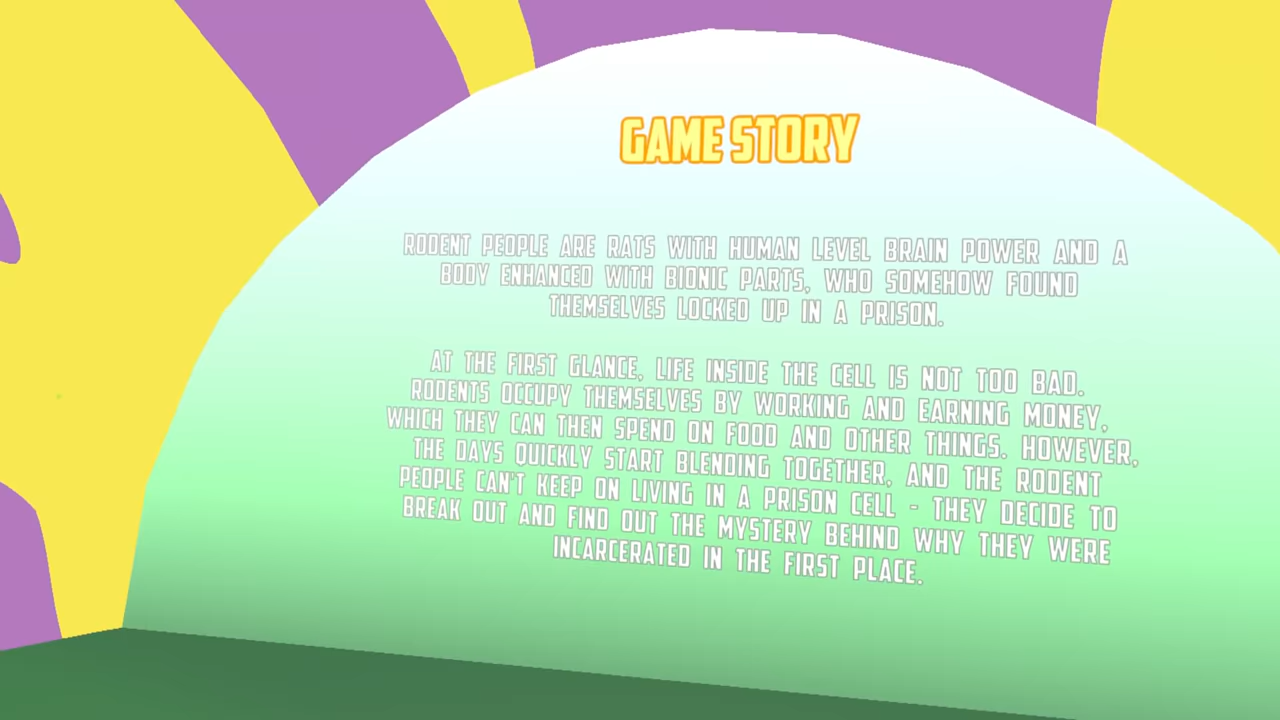 GAME STORY
RODENT PEOPLE ARE RATS WITH HUMAN LEVEL BRAIN POWER AND A
BODY ENHANCED WITH BIONIC PARTS, WHO SOMEHOW FOUND
THEMSELVES LOCKED UP IN A PRISON.
AT THE FIRST GLANCE, LIFE INSIDE THE CELL IS NOT TOO BAD.
RODENTS OCCUPY THEMSELVES BY WORKING AND EARNING MONEY,
WHICH THEY CAN THEN SPEND ON FOOD AND OTHER THINGS. HOWEVER,
THE DAYS QUICKLY START BLENDING TOGETHER, AND THE RODENT
PEOPLE CAN'T KEEP ON LIVING IN A PRISON CELL - THEY DECIDE TO
BREAK OUT AND FIND OUT THE MYSTERY BEHIND WHY THEY WERE
INCARCERATED IN THE FIRST PLACE.